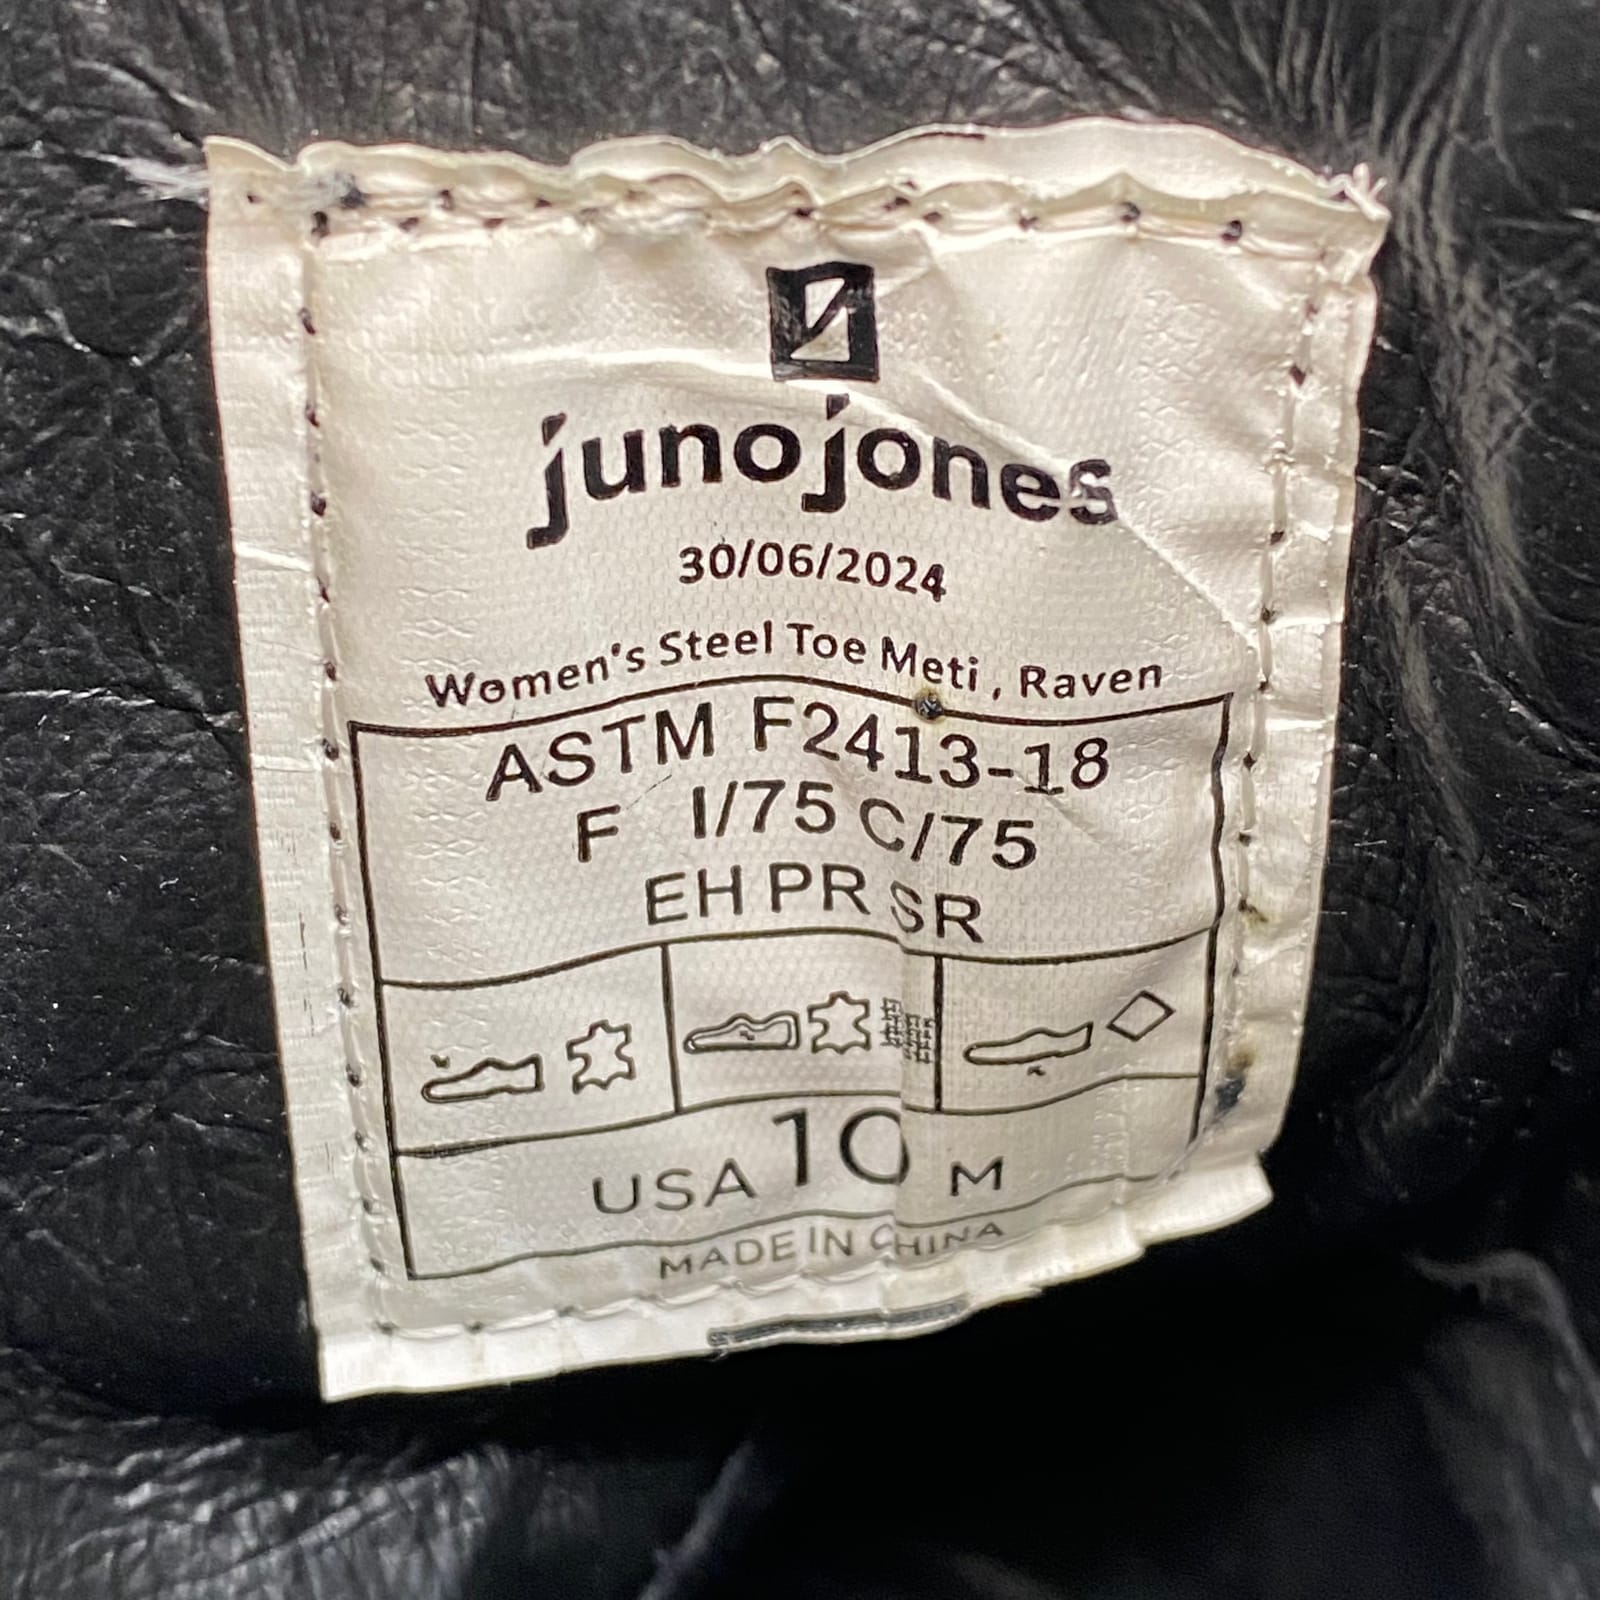 junojones
30/06/2024
Women's Steel Toe Meti , Raven
ASTM F2413-18
F I/75 C/75
EH PR SR
USA 10 M
MADE IN CHINA